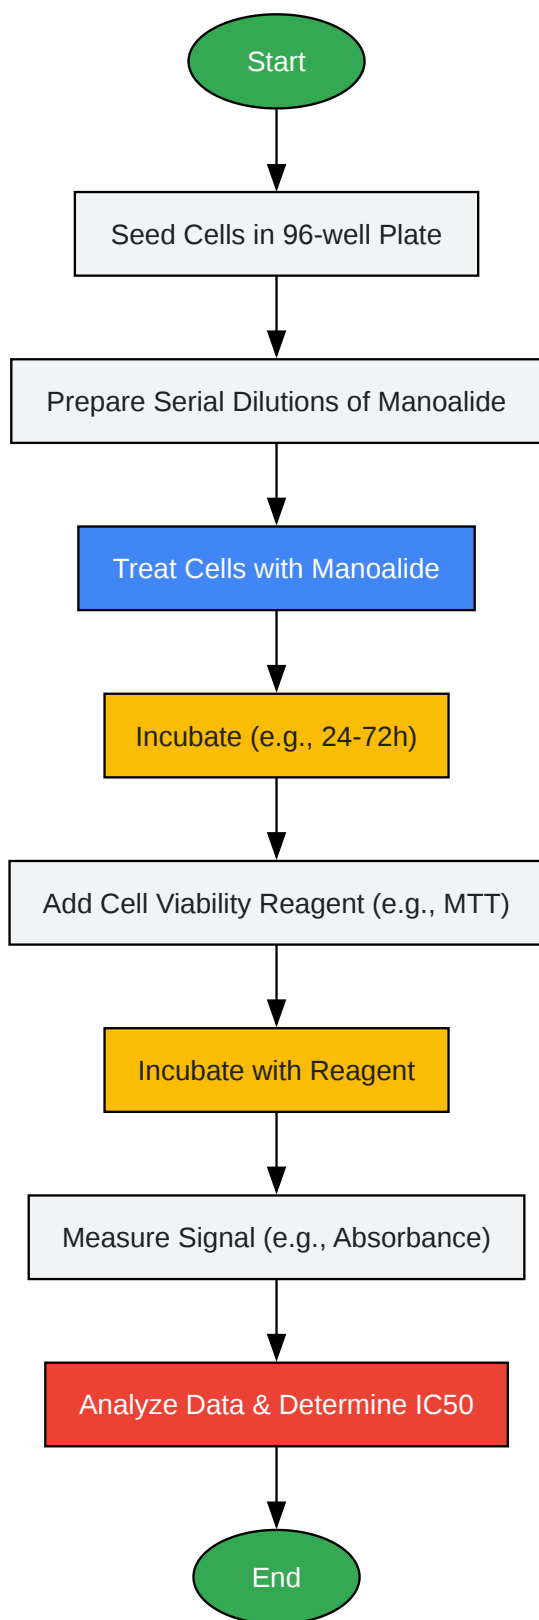 Start
Seed Cells in 96-well Plate
Prepare Serial Dilutions of Manoalide
Treat Cells with Manoalide
Incubate (e.g., 24-72h)
Add Cell Viability Reagent (e.g., MTT)
Incubate with Reagent
Measure Signal (e.g., Absorbance)
Analyze Data & Determine IC50
End